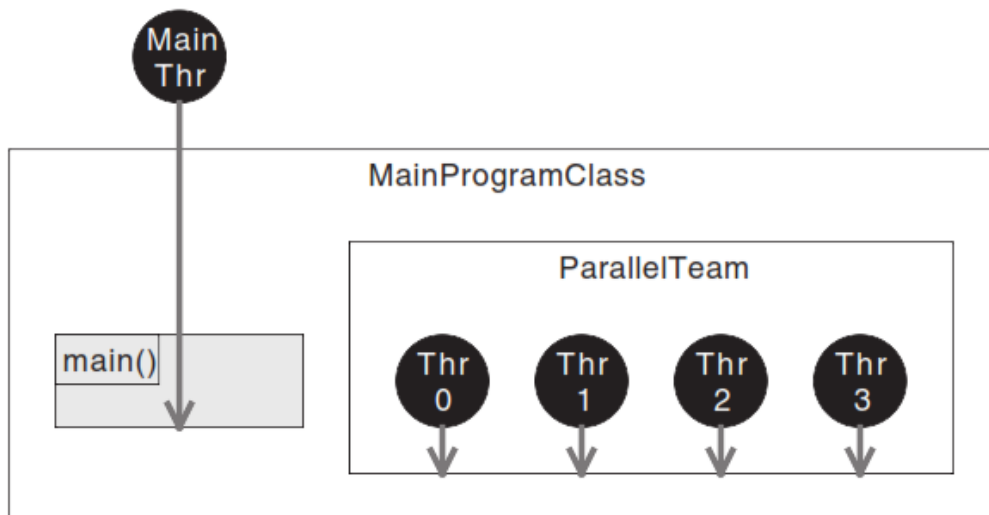 Main
Thr
MainProgramClass
ParallelTeam
main()
Thr
0
Thr
1
Thr
2
Thr
3